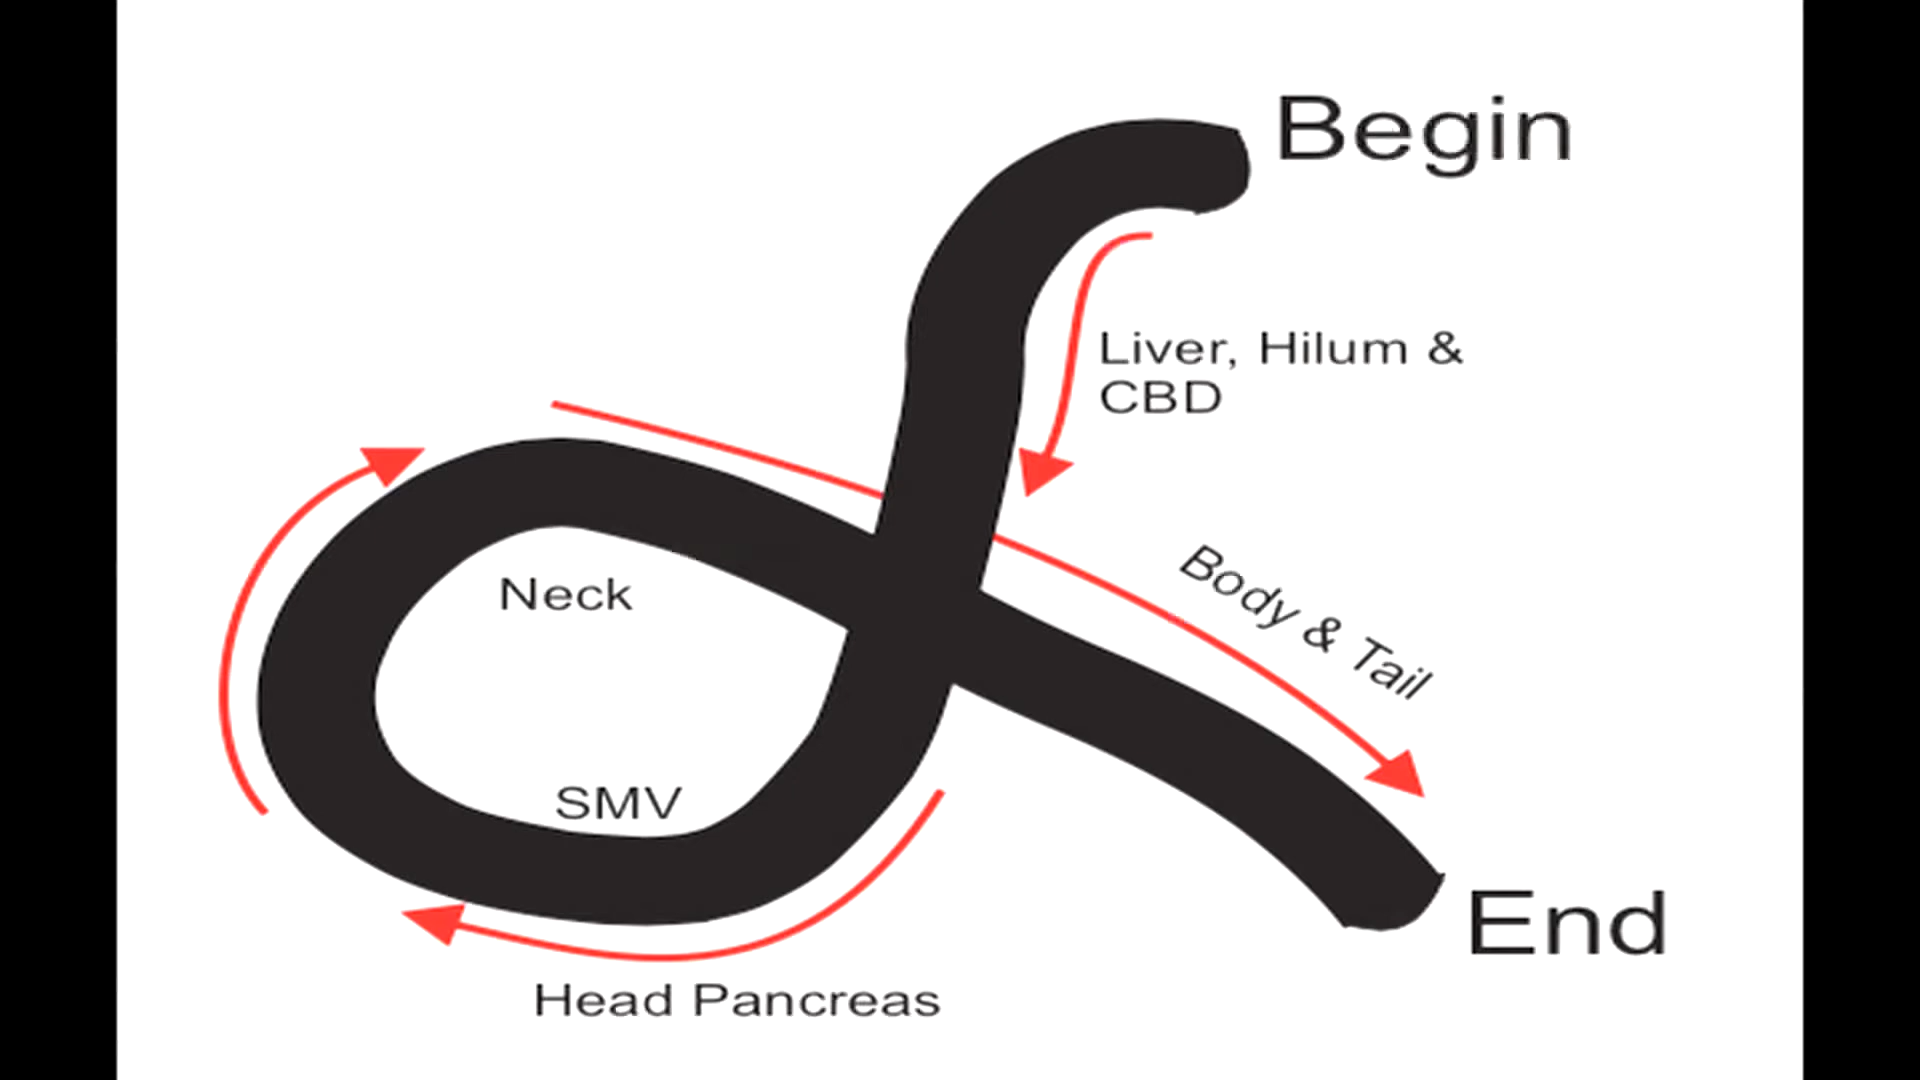 Begin
Liver, Hilum &
CBD
Body & Tail
Neck
SMV
End
Head Pancreas